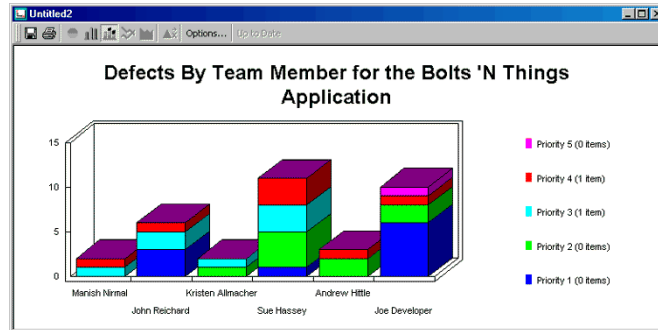 Untitled2
Options...
Up to Date
Defects By Team Member for the Bolts 'N Things
Application
15
10
5
0
Manish Nirmal
John Reichard
Kristen Allmacher
Sue Hassey
Andrew Hittle
Joe Developer
Priority 5 (0 items)
Priority 4 (1 item)
Priority 3 (1 item)
Priority 2 (0 items)
Priority 1 (0 items)